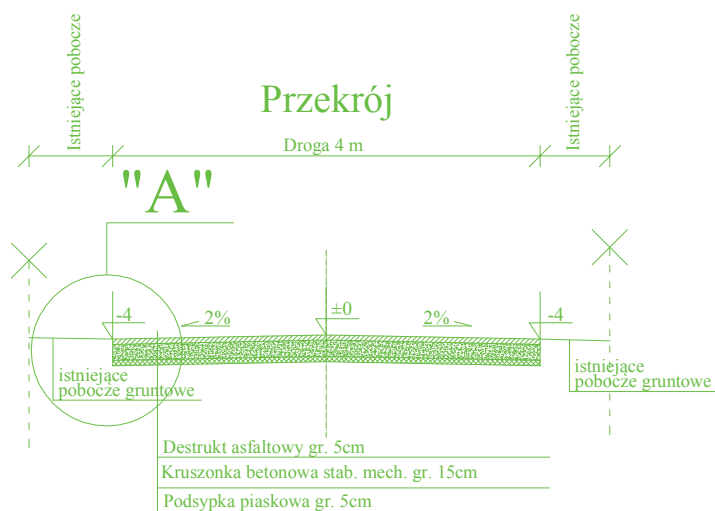 Istniejące pobocze
Istniejące pobocze
Przekrój
Droga 4 m
"A"
-4
2%
±0
2%
-4
istniejące
pobocze gruntowe
istniejące
pobocze gruntowe
Destrukt asfaltowy gr. 5cm
Kruszonka betonowa stab. mech. gr. 15cm
Podsypka piaskowa gr. 5cm